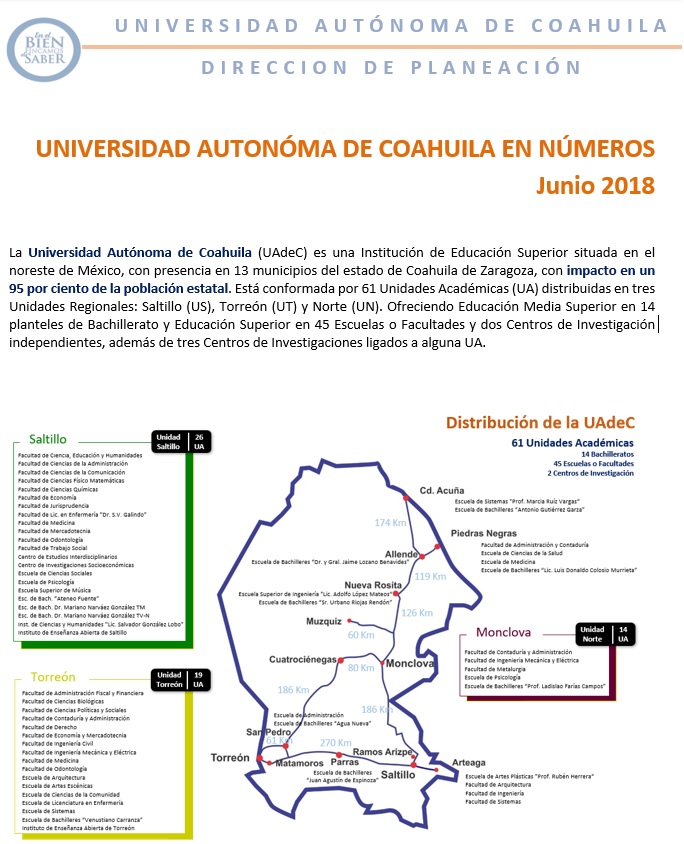 En el
BIEN
FINCAMOS
el SABER
UNIVERSIDAD AUTÓNOMA DE COAHUILA
DIRECCION DE PLANEACIÓN
UNIVERSIDAD AUTONÓMA DE COAHUILA EN NÚMEROS
Junio 2018
La Universidad Autónoma de Coahuila (UAdeC) es una Institución de Educación Superior situada en el
noreste de México, con presencia en 13 municipios del estado de Coahuila de Zaragoza, con impacto en un
95 por ciento de la población estatal. Está conformada por 61 Unidades Académicas (UA) distribuidas en tres
Unidades Regionales: Saltillo (US), Torreón (UT) y Norte (UN). Ofreciendo Educación Media Superior en 14
planteles de Bachillerato y Educación Superior en 45 Escuelas o Facultades y dos Centros de Investigación
independientes, además de tres Centros de Investigaciones ligados a alguna UA.
Distribución de la UAdeC
61 Unidades Académicas
14 Bachilleratos
45 Escuelas o Facultades
2 Centros de Investigación
Saltillo
Unidad Saltillo 26 UA
Facultad de Ciencia, Educación y Humanidades
Facultad de Ciencias de la Administración
Facultad de Ciencias de la Comunicación
Facultad de Ciencias Físico Matemáticas
Facultad de Ciencias Químicas
Facultad de Economía
Facultad de Jurisprudencia
Facultad de Lic. en Enfermería "Dr. S.V. Galindo"
Facultad de Medicina
Facultad de Mercadotecnia
Facultad de Odontología
Facultad de Trabajo Social
Centro de Estudios Interdisciplinarios
Centro de Investigaciones Socioeconómicas
Escuela de Ciencias Sociales
Escuela de Psicología
Escuela Superior de Música
Esc. de Bach. "Ateneo Fuente"
Esc. de Bach. Dr. Mariano Narváez González TM
Esc. de Bach. Dr. Mariano Narváez González TV-N
Inst. de Ciencias y Humanidades "Lic. Salvador González Lobo"
Instituto de Enseñanza Abierta de Saltillo
Torreón
Unidad Torreón 19 UA
Facultad de Administración Fiscal y Financiera
Facultad de Ciencias Biológicas
Facultad de Ciencias Políticas y Sociales
Facultad de Contaduría y Administración
Facultad de Derecho
Facultad de Economía y Mercadotecnia
Facultad de Ingeniería Civil
Facultad de Ingeniería Mecánica y Eléctrica
Facultad de Medicina
Facultad de Odontología
Escuela de Arquitectura
Escuela de Artes Escénicas
Escuela de Ciencias de la Comunidad
Escuela de Licenciatura en Enfermería
Escuela de Sistemas
Escuela de Bachilleres "Venustiano Carranza"
Instituto de Enseñanza Abierta de Torreón
Cd. Acuña
Escuela de Sistemas "Prof. Marcia Ruíz Vargas"
Escuela de Bachilleres "Antonio Gutiérrez Garza"
174 Km
Piedras Negras
Facultad de Administración y Contaduría
Escuela de Ciencias de la Salud
Escuela de Medicina
Escuela de Bachilleres "Lic. Luis Donaldo Colosio Murrieta"
Allende
Escuela de Bachilleres "Dr. y Gral. Jaime Lozano Benavides"
119 Km
Nueva Rosita
Escuela Superior de Ingeniería "Lic. Adolfo López Mateos"
Escuela de Bachilleres "Sr. Urbano Riojas Rendón"
126 Km
Muzquiz
60 Km
Cuatrociénegas
80 Km
Monclova
Monclova
Unidad Norte 14 UA
Facultad de Contaduría y Administración
Facultad de Ingeniería Mecánica y Eléctrica
Facultad de Metalurgia
Escuela de Psicología
Escuela de Bachilleres "Prof. Ladislao Farías Campos"
186 Km
186 Km
Escuela de Administración
Escuela de Bachilleres "Agua Nueva"
San Pedro
61 Km
270 Km
Torreón
Matamoros
Parras
Escuela de Bachilleres
"Juan Agustín de Espinoza"
Ramos Arizpe
Saltillo
Arteaga
Escuela de Artes Plásticas "Prof. Rubén Herrera"
Facultad de Arquitectura
Facultad de Ingeniería
Facultad de Sistemas